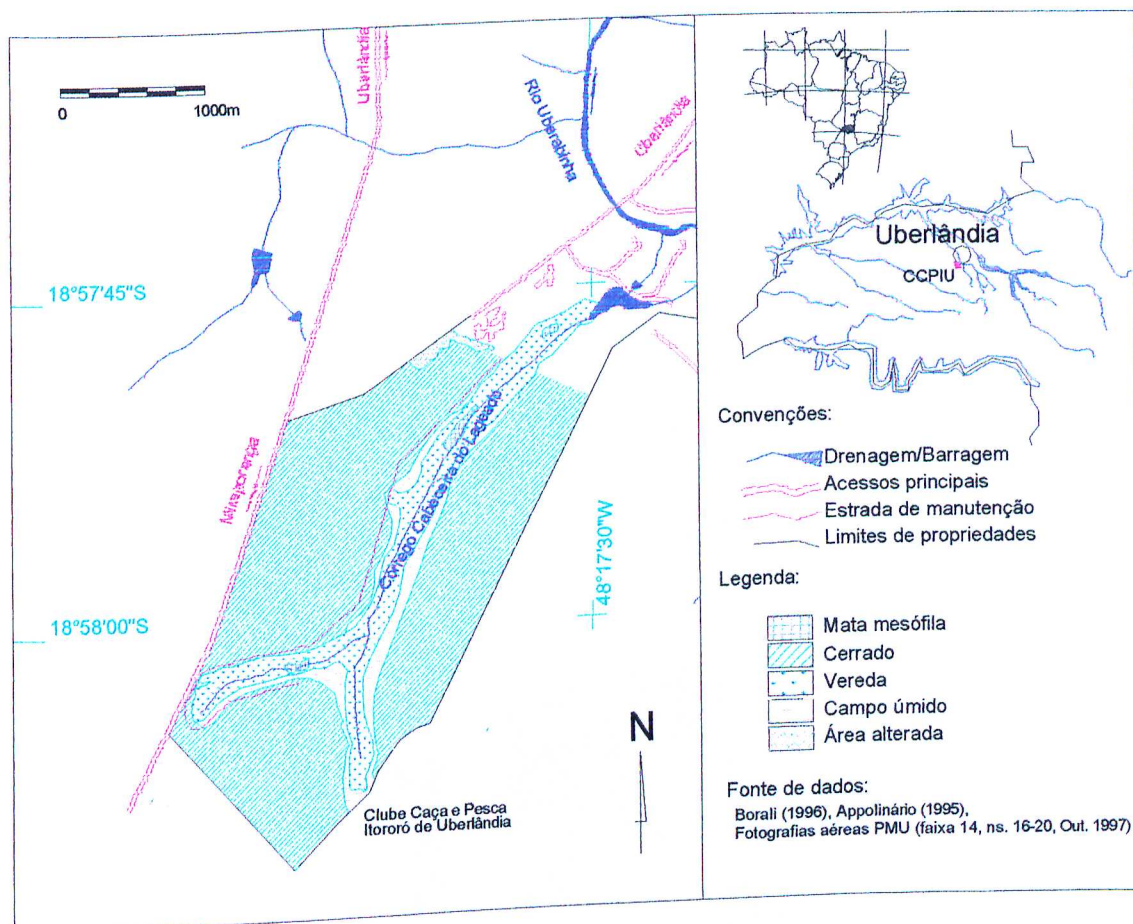 0 1000m
Uberlândia
Rio Uberabinha
Uberlândia
18°57'45"S
Córrego Cabeceira do Lageado
48°17'30"W
18°58'00"S
N
Clube Caça e Pesca
Itororó de Uberlândia
Uberlândia
CCPIU
Convenções:
Drenagem/Barragem
Acessos principais
Estrada de manutenção
Limites de propriedades
Legenda:
Mata mesófila
Cerrado
Vereda
Campo úmido
Área alterada
Fonte de dados:
Borali (1996), Appolinário (1995),
Fotografias aéreas PMU (faixa 14, ns. 16-20, Out. 1997)